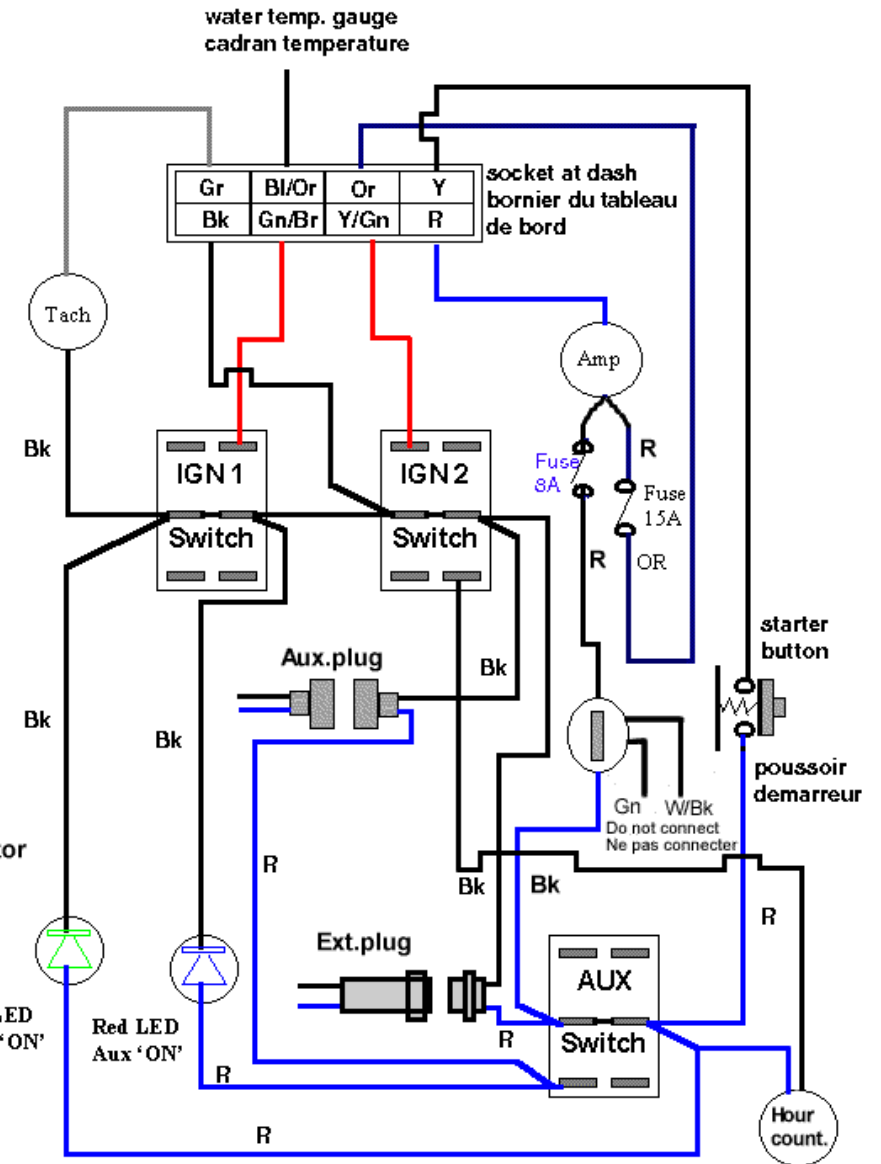 water temp. gauge
cadran temperature
Gr Bl/Or Or Y
Bk Gn/Br Y/Gn R
socket at dash
bornier du tableau
de bord
Tach
Amp
Bk
IGN 1
Switch
IGN 2
Switch
Fuse
8A
R
Fuse
15A
R
OR
starter
button
Aux.plug
Bk
Bk
Bk
poussoir
demarreur
Gn W/Bk
Do not connect
Ne pas connecter
tor
R
Bk
Bk
R
Ext.plug
AUX
Switch
R
ED
'ON'
Red LED
Aux 'ON'
R
R
Hour
count.